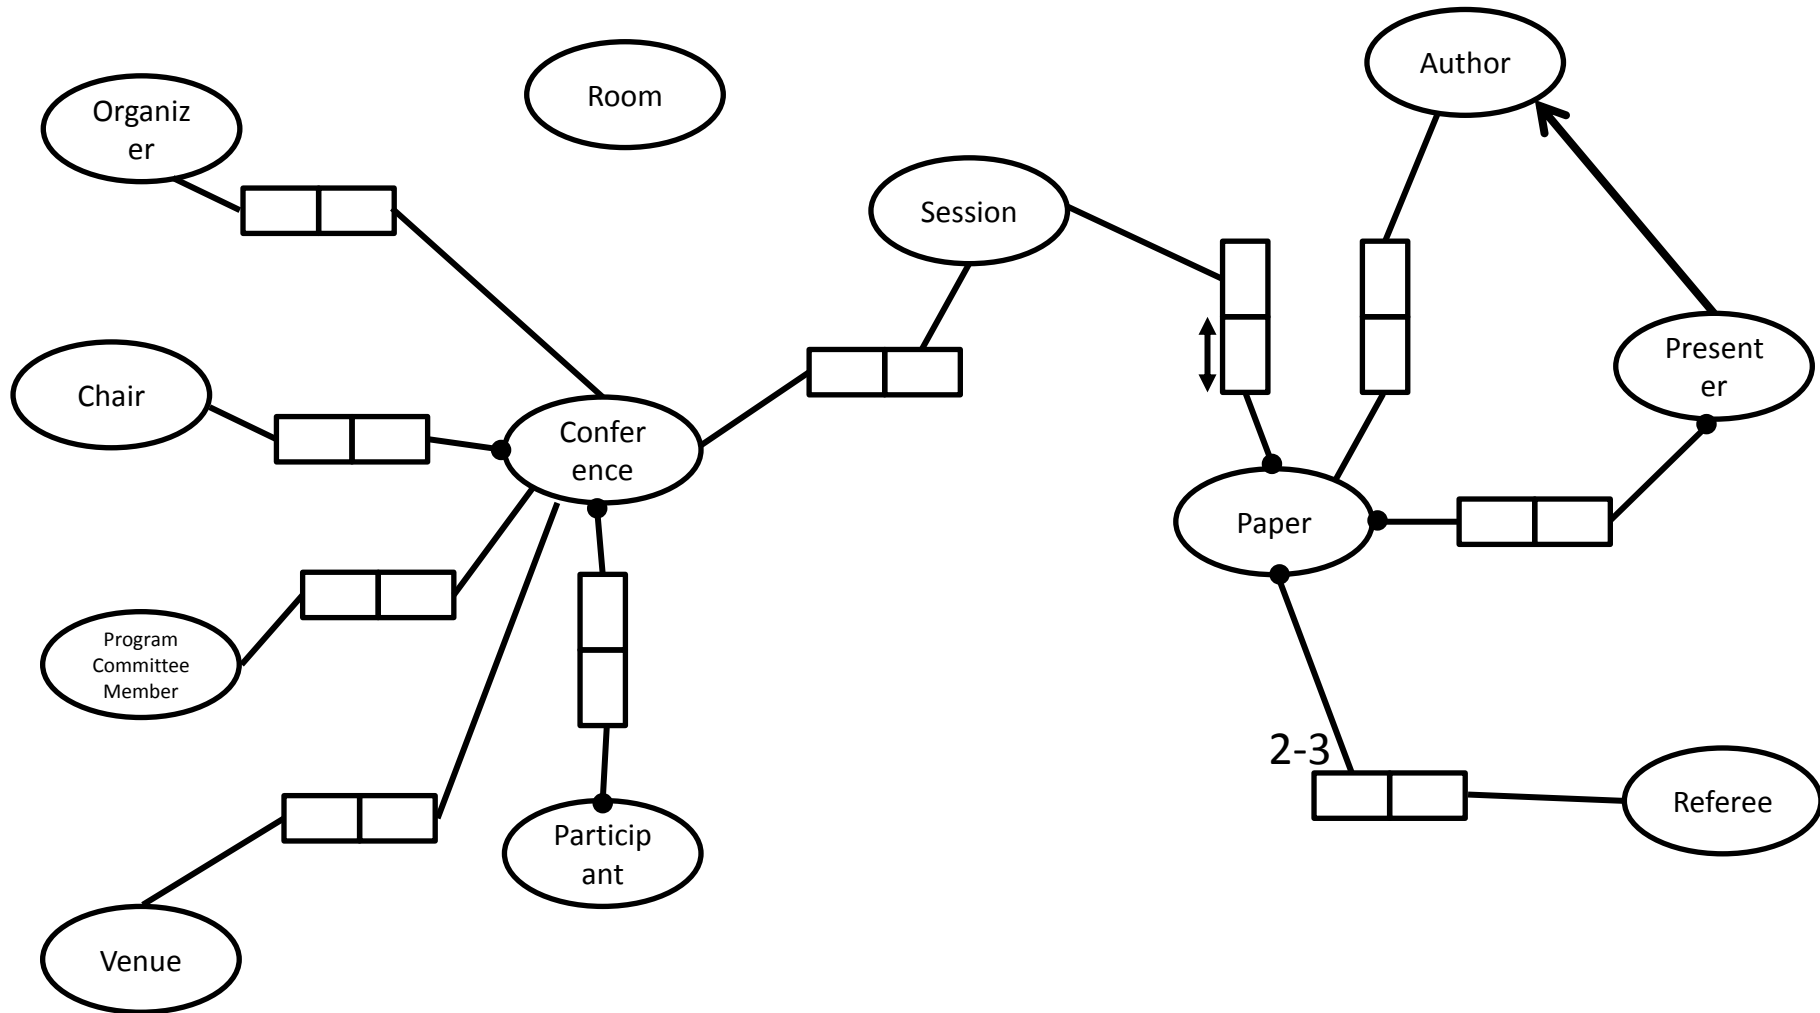 Author
Room
Organiz
er
Session
Present
er
Chair
Confer
ence
Paper
Program
Committee
Member
2-3
Referee
Particip
ant
Venue